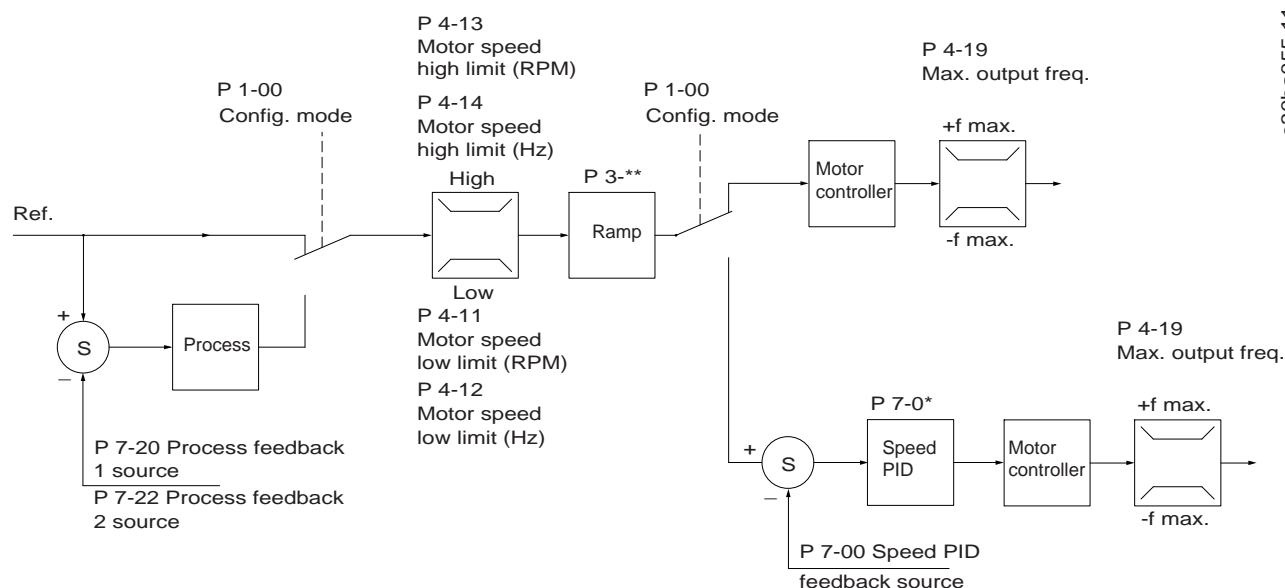 P 4-13
Motor speed
high limit (RPM)
P 4-14
Motor speed
high limit (Hz)
P 4-19
Max. output freq.
P 1-00
Config. mode
P 1-00
Config. mode
High
P 3-**
+f max.
Motor
controller
Ref.
Ramp
-f max.
Low
P 4-11
Motor speed
low limit (RPM)
P 4-12
Motor speed
low limit (Hz)
+
S
_
Process
P 7-20 Process feedback
1 source
P 7-22 Process feedback
2 source
P 4-19
Max. output freq.
P 7-0*
+f max.
+
S
_
Speed
PID
Motor
controller
-f max.
P 7-00 Speed PID
feedback source